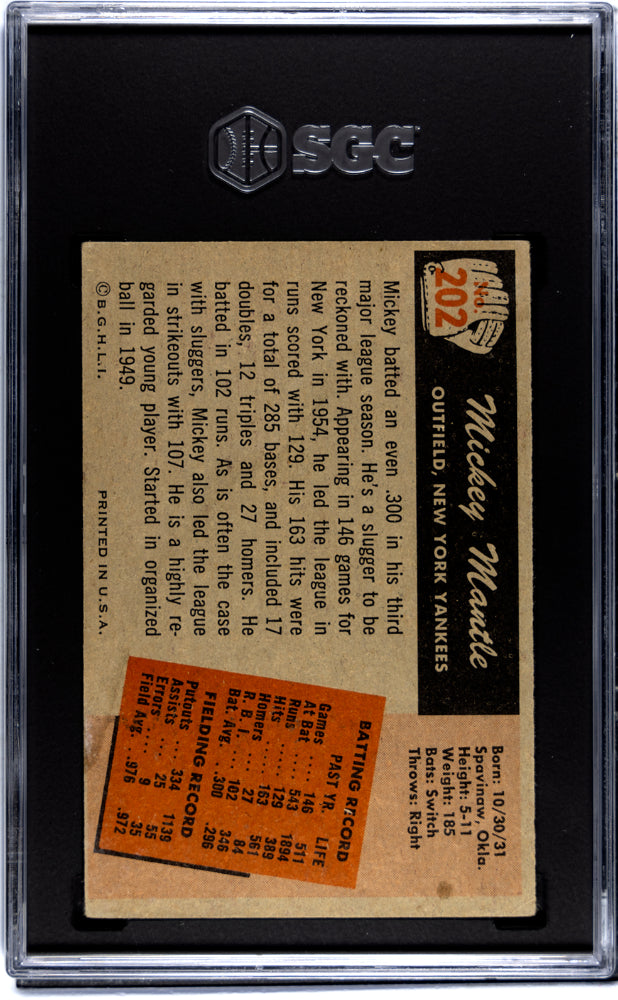 SGC
No.
202
Mickey Mantle
OUTFIELD, NEW YORK YANKEES
Born: 10/30/31
Spavinaw, Okla.
Height: 5-11
Weight: 185
Bats: Switch
Throws: Right
Mickey batted an even .300 in his third
major league season. He's a slugger to be
reckoned with. Appearing in 146 games for
New York in 1954, he led the league in
runs scored with 129. His 163 hits were
for a total of 285 bases, and included 17
doubles, 12 triples and 27 homers. He
batted in 102 runs. As is often the case
with sluggers, Mickey also led the league
in strikeouts with 107. He is a highly re-
garded young player. Started in organized
ball in 1949.
BATTING RECORD
PAST YR. LIFE
Games .... 146 511
At Bat .... 543 1894
Runs .... 129 389
Hits .... 163 561
Homers .... 27 84
R. B. I. .... 102 346
Bat. Avg. .. .300 .296
FIELDING RECORD
Putouts .... 334 1139
Assists .... 25 55
Errors .... 9 35
Field Avg. .. .976 .972
©B.G.H.L.I. PRINTED IN U.S.A.